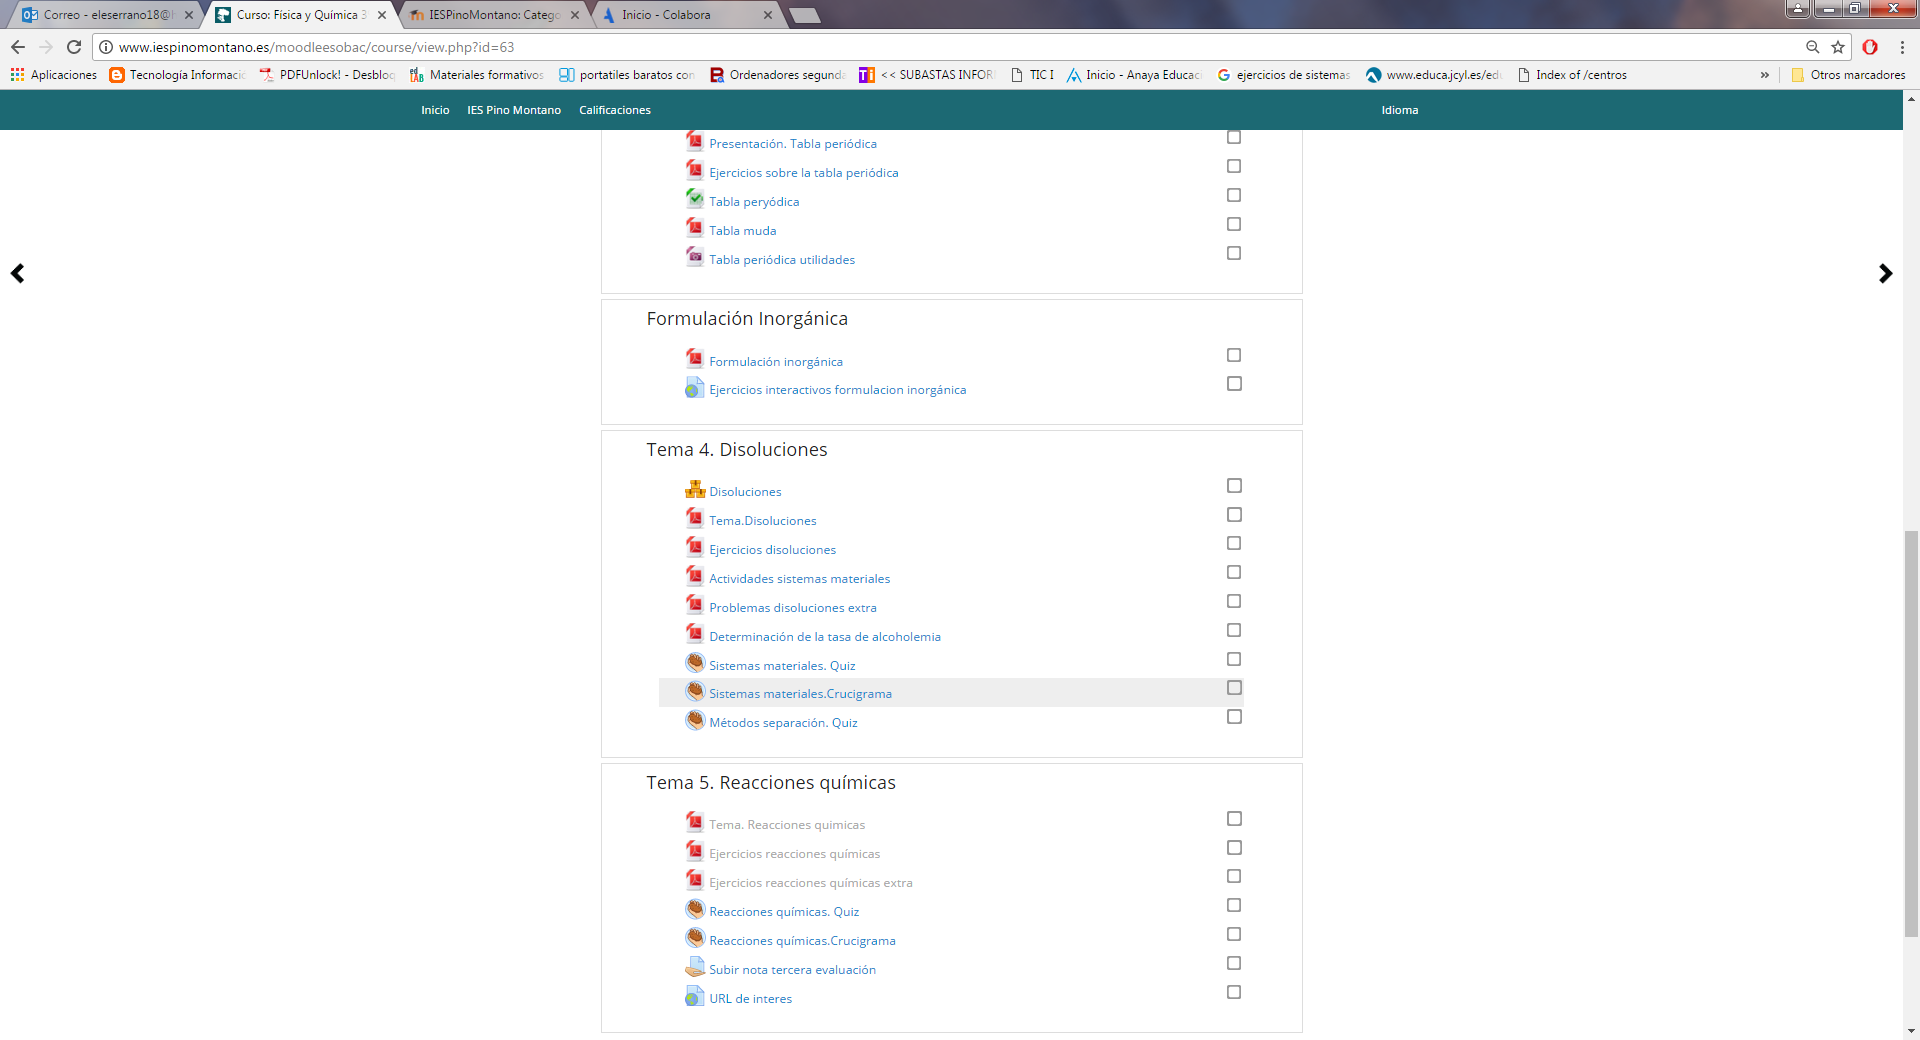 Correo - eleserrano18@h
Curso: Física y Química 3
IESPinoMontano: Catego
Inicio - Colabora
www.iespinomontano.es/moodleesobac/course/view.php?id=63
Aplicaciones
Tecnología Informaci
PDFUnlock! - Desbloq
Materiales formativos
portatiles baratos con
Ordenadores segunda
<< SUBASTAS INFOR
TIC I
Inicio - Anaya Educac
ejercicios de sistemas
www.educa.jcyl.es/edu
Index of /centros
»
Otros marcadores
Inicio
IES Pino Montano
Calificaciones
Idioma
Presentación. Tabla periódica
Ejercicios sobre la tabla periódica
Tabla peryódica
Tabla muda
Tabla periódica utilidades
Formulación Inorgánica
Formulación inorgánica
Ejercicios interactivos formulacion inorgánica
Tema 4. Disoluciones
Disoluciones
Tema.Disoluciones
Ejercicios disoluciones
Actividades sistemas materiales
Problemas disoluciones extra
Determinación de la tasa de alcoholemia
Sistemas materiales. Quiz
Sistemas materiales.Crucigrama
Métodos separación. Quiz
Tema 5. Reacciones químicas
Tema. Reacciones quimicas
Ejercicios reacciones químicas
Ejercicios reacciones químicas extra
Reacciones químicas. Quiz
Reacciones químicas.Crucigrama
Subir nota tercera evaluación
URL de interes